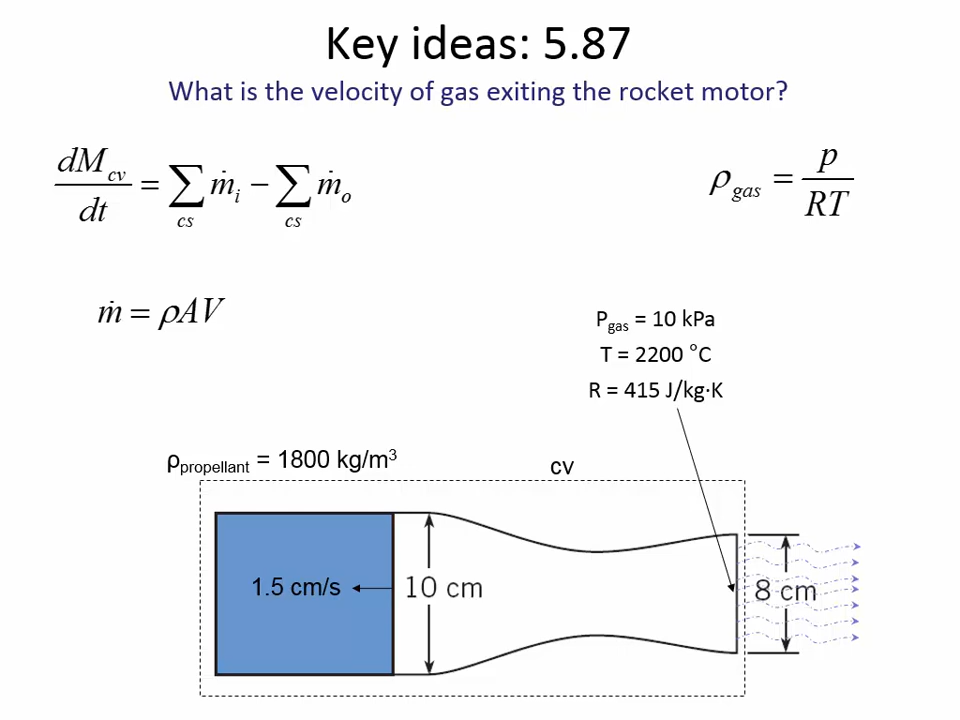 Key ideas: 5.87
What is the velocity of gas exiting the rocket motor?
dM_cv/dt = ∑_cs ṁ_i − ∑_cs ṁ_o
ρ_gas = p/RT
ṁ = ρAV
P_gas = 10 kPa
T = 2200 °C
R = 415 J/kg·K
ρ_propellant = 1800 kg/m³
cv
1.5 cm/s
10 cm
8 cm